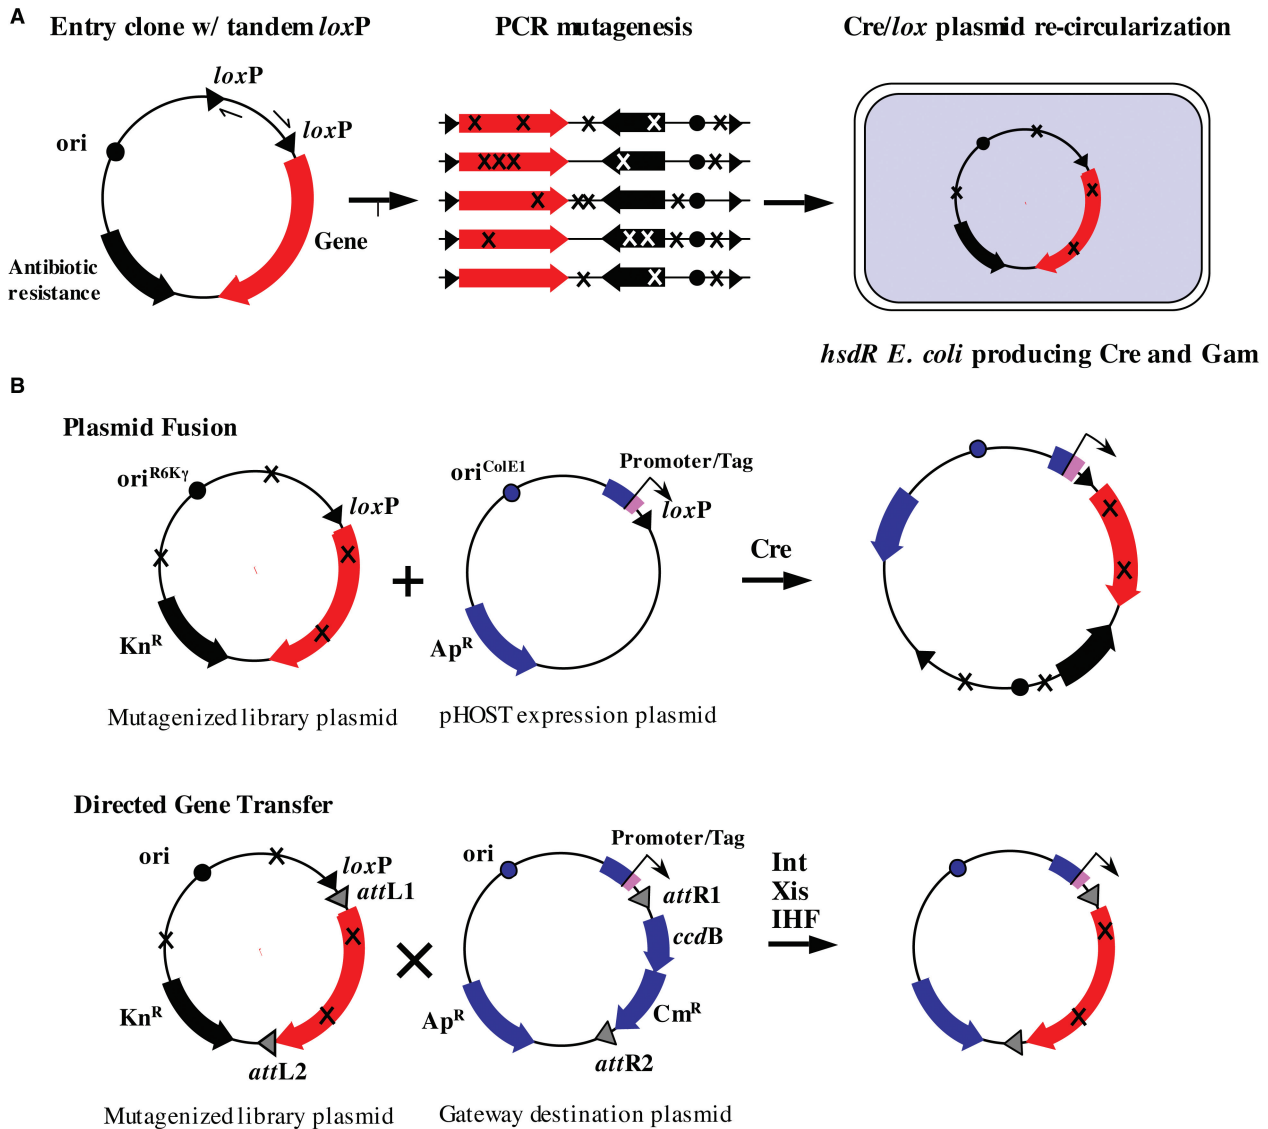 A
Entry clone w/ tandem loxP
PCR mutagenesis
Cre/lox plasmid re-circularization
loxP
loxP
ori
Gene
Antibiotic
resistance
hsdR E. coli producing Cre and Gam
B
Plasmid Fusion
oriR6Kγ
loxP
KnR
Mutagenized library plasmid
oriColE1
Promoter/Tag
loxP
ApR
pHOST expression plasmid
Cre
Directed Gene Transfer
ori
loxP
attL1
KnR
attL2
Mutagenized library plasmid
ori
Promoter/Tag
attR1
ccdB
CmR
ApR
attR2
Gateway destination plasmid
Int
Xis
IHF